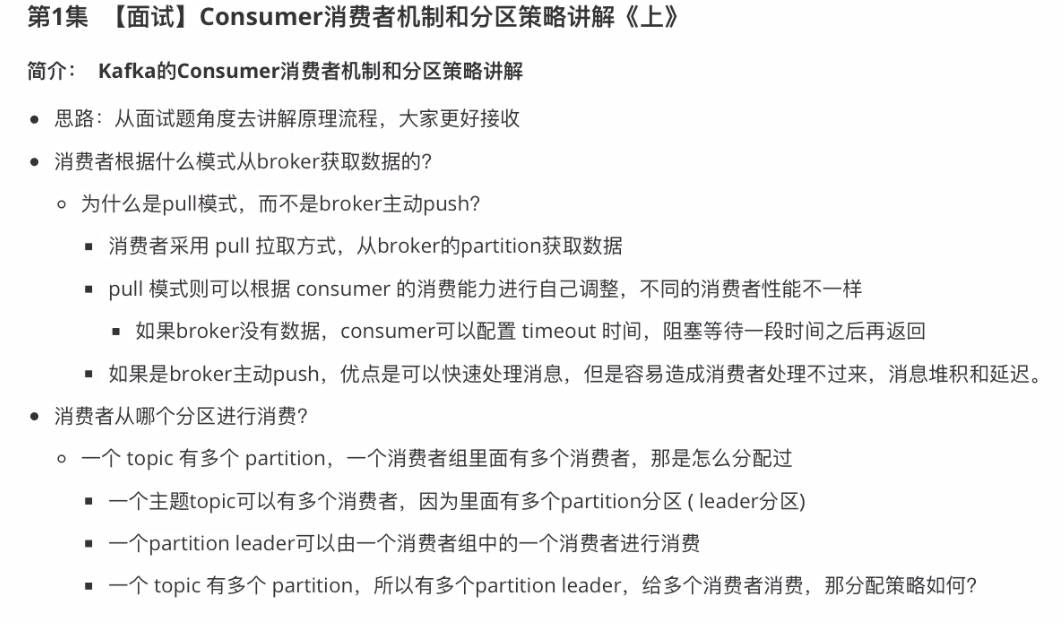 第1集 【面试】Consumer消费者机制和分区策略讲解《上》
简介： Kafka的Consumer消费者机制和分区策略讲解
思路：从面试题角度去讲解原理流程，大家更好接收
消费者根据什么模式从broker获取数据的?
为什么是pull模式，而不是broker主动push?
消费者采用 pull 拉取方式，从broker的partition获取数据
pull 模式则可以根据 consumer 的消费能力进行自己调整，不同的消费者性能不一样
如果broker没有数据，consumer可以配置 timeout 时间，阻塞等待一段时间之后再返回
如果是broker主动push，优点是可以快速处理消息，但是容易造成消费者处理不过来，消息堆积和延迟。
消费者从哪个分区进行消费?
一个 topic 有多个 partition，一个消费者组里面有多个消费者，那是怎么分配过
一个主题topic可以有多个消费者，因为里面有多个partition分区 ( leader分区)
一个partition leader可以由一个消费者组中的一个消费者进行消费
一个 topic 有多个 partition，所以有多个partition leader，给多个消费者消费，那分配策略如何?